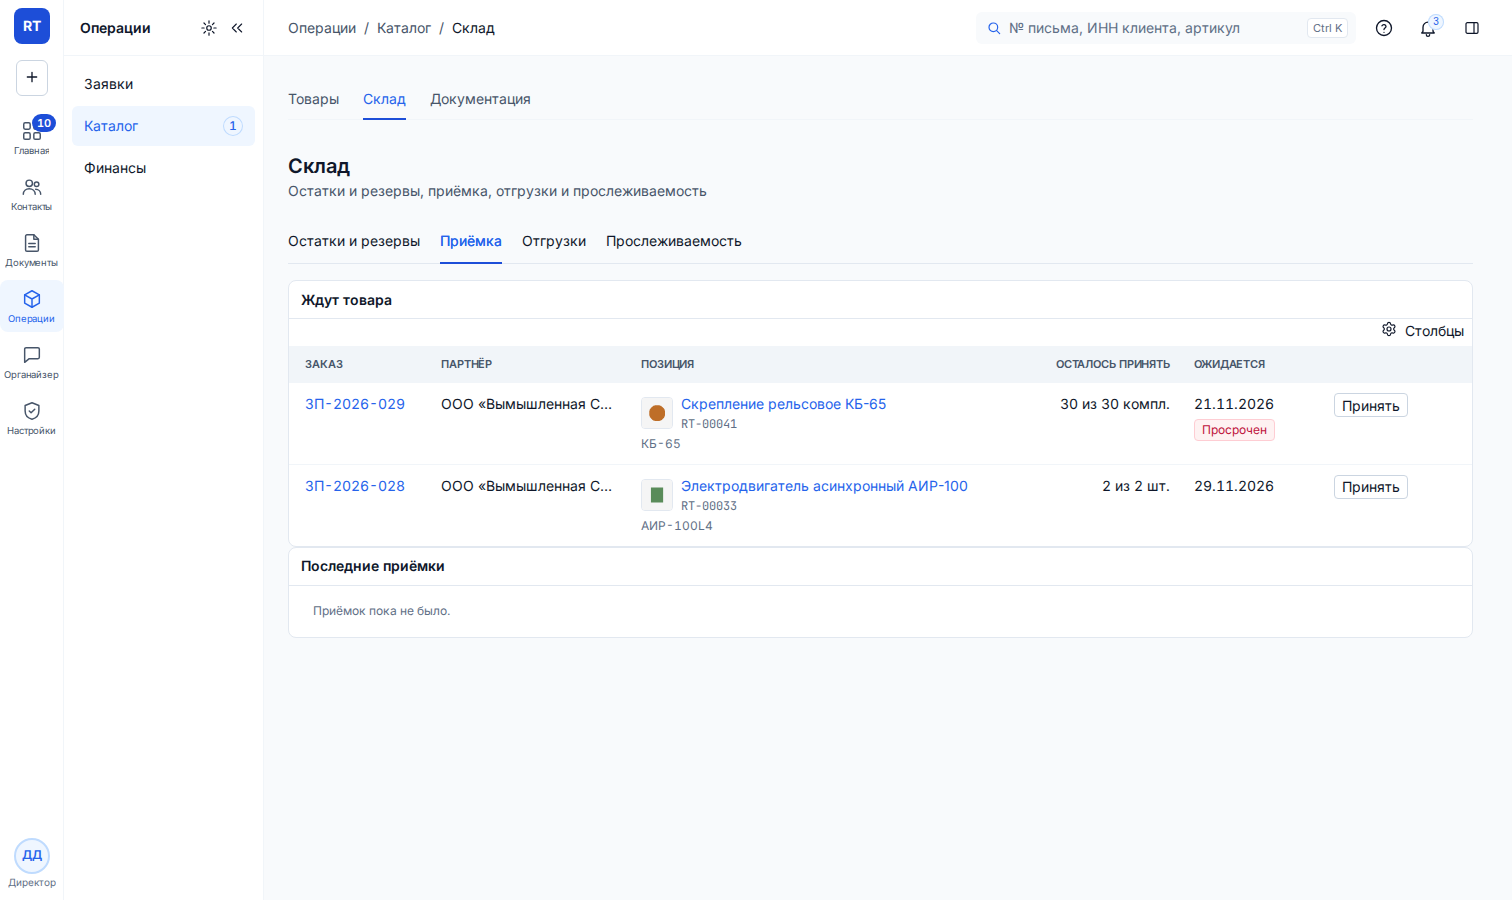 RT
Операции
Операции / Каталог / Склад
№ письма, ИНН клиента, артикул
Ctrl K
3
+
10
Главная
Контакты
Документы
Операции
Органайзер
Настройки
ДД
Директор
Заявки
Каталог
1
Финансы
Товары
Склад
Документация
Склад
Остатки и резервы, приёмка, отгрузки и прослеживаемость
Остатки и резервы
Приёмка
Отгрузки
Прослеживаемость
Ждут товара
Столбцы
ЗАКАЗ
ПАРТНЁР
ПОЗИЦИЯ
ОСТАЛОСЬ ПРИНЯТЬ
ОЖИДАЕТСЯ
ЗП-2026-029
ООО «Вымышленная С...
Скрепление рельсовое КБ-65
RT-00041
КБ-65
30 из 30 компл.
21.11.2026
Просрочен
Принять
ЗП-2026-028
ООО «Вымышленная С...
Электродвигатель асинхронный АИР-100
RT-00033
АИР-100L4
2 из 2 шт.
29.11.2026
Принять
Последние приёмки
Приёмок пока не было.